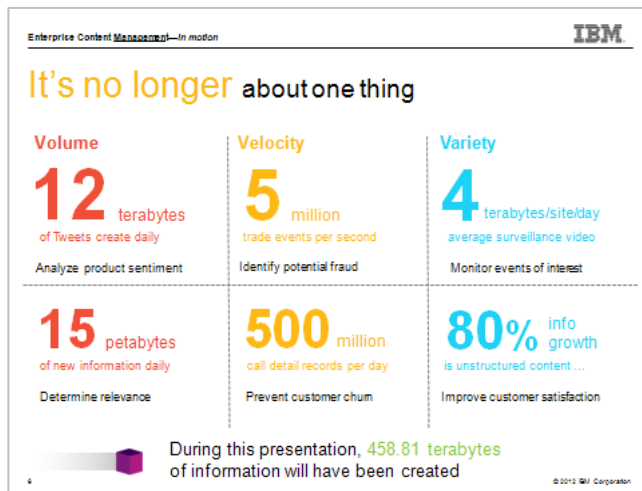 Enterprise Content Management—In motion
IBM
It's no longer about one thing
Volume
12 terabytes
of Tweets create daily
Analyze product sentiment
Velocity
5 million
trade events per second
Identify potential fraud
Variety
4 terabytes/site/day
average surveillance video
Monitor events of interest
15 petabytes
of new information daily
Determine relevance
500 million
call detail records per day
Prevent customer churn
80% info
growth
is unstructured content ...
Improve customer satisfaction
During this presentation, 458.81 terabytes
of information will have been created
© 2012 IBM Corporation